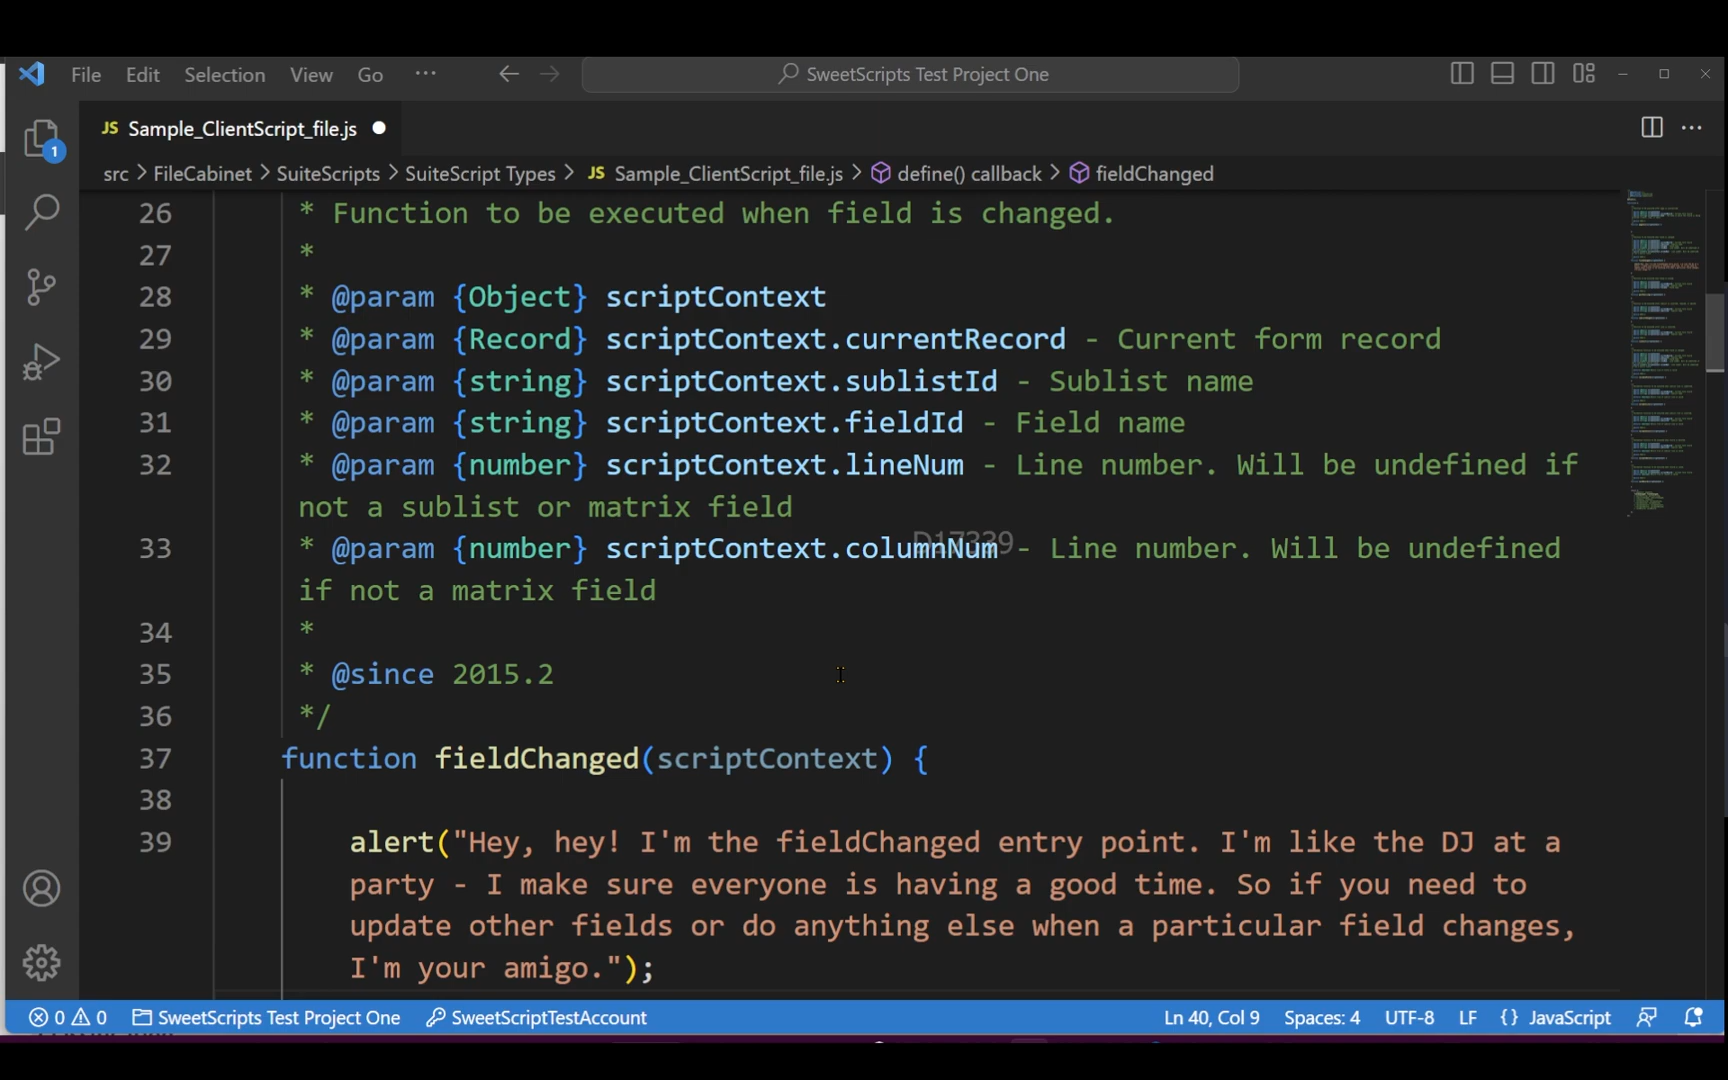 File Edit Selection View Go ··· SweetScripts Test Project One
JS Sample_ClientScript_file.js
1
src > FileCabinet > SuiteScripts > SuiteScript Types > JS Sample_ClientScript_file.js > define() callback > fieldChanged
26 * Function to be executed when field is changed.
27 *
28 * @param {Object} scriptContext
29 * @param {Record} scriptContext.currentRecord - Current form record
30 * @param {string} scriptContext.sublistId - Sublist name
31 * @param {string} scriptContext.fieldId - Field name
32 * @param {number} scriptContext.lineNum - Line number. Will be undefined if
not a sublist or matrix field
D17339
33 * @param {number} scriptContext.columnNum - Line number. Will be undefined
if not a matrix field
34 *
35 * @since 2015.2
36 */
37 function fieldChanged(scriptContext) {
38
39 alert("Hey, hey! I'm the fieldChanged entry point. I'm like the DJ at a
party - I make sure everyone is having a good time. So if you need to
update other fields or do anything else when a particular field changes,
I'm your amigo.");
0 0 SweetScripts Test Project One SweetScriptTestAccount Ln 40, Col 9 Spaces: 4 UTF-8 LF {} JavaScript